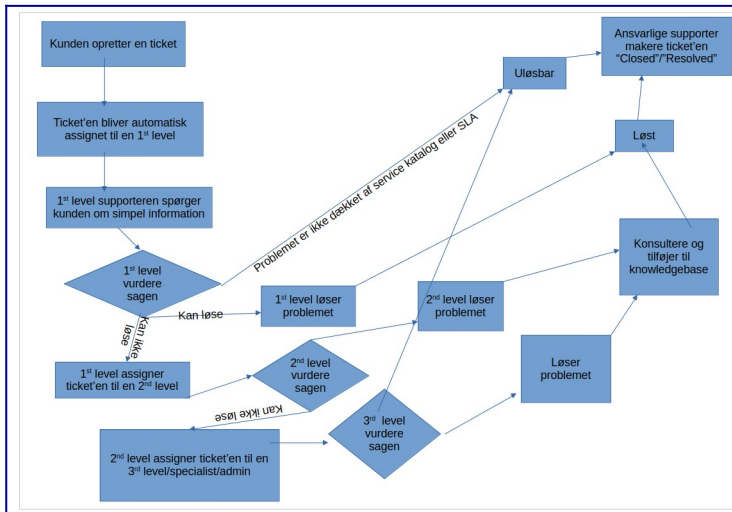 Kunden opretter en ticket
Ticket'en bliver automatisk
assignet til en 1st level
1st level supporteren spørger
kunden om simpel information
1st level
vurdere
sagen
Kan ikke
løse
Kan løse
Problemet er ikke dækket af service katalog eller SLA
1st level løser
problemet
1st level assigner
ticket'en til en 2nd level
2nd level
vurdere
sagen
2nd level løser
problemet
Kan ikke løse
2nd level assigner ticket'en til en
3rd level/specialist/admin
3rd level
vurdere
sagen
Løser
problemet
Konsultere og
tilføjer til
knowledgebase
Løst
Uløsbar
Ansvarlige supporter
makere ticket'en
“Closed”/”Resolved”